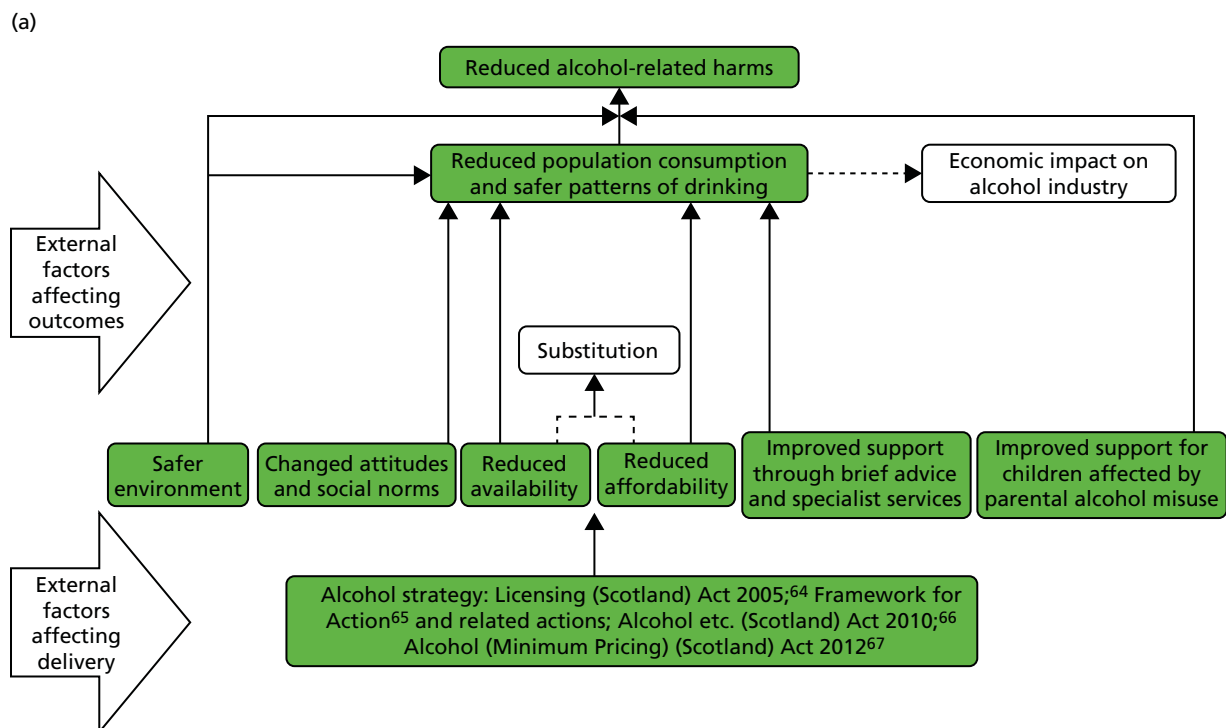 (a)
Reduced alcohol-related harms
Reduced population consumption
and safer patterns of drinking
Economic impact on
alcohol industry
External
factors
affecting
outcomes
Substitution
Safer
environment
Changed attitudes
and social norms
Reduced
availability
Reduced
affordability
Improved support
through brief advice
and specialist services
Improved support for
children affected by
parental alcohol misuse
External
factors
affecting
delivery
Alcohol strategy: Licensing (Scotland) Act 2005;⁶⁴ Framework for
Action⁶⁵ and related actions; Alcohol etc. (Scotland) Act 2010;⁶⁶
Alcohol (Minimum Pricing) (Scotland) Act 2012⁶⁷